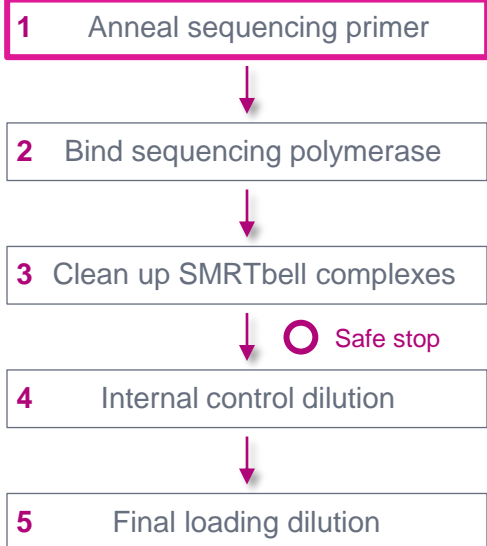 1 Anneal sequencing primer
2 Bind sequencing polymerase
3 Clean up SMRTbell complexes
Safe stop
4 Internal control dilution
5 Final loading dilution